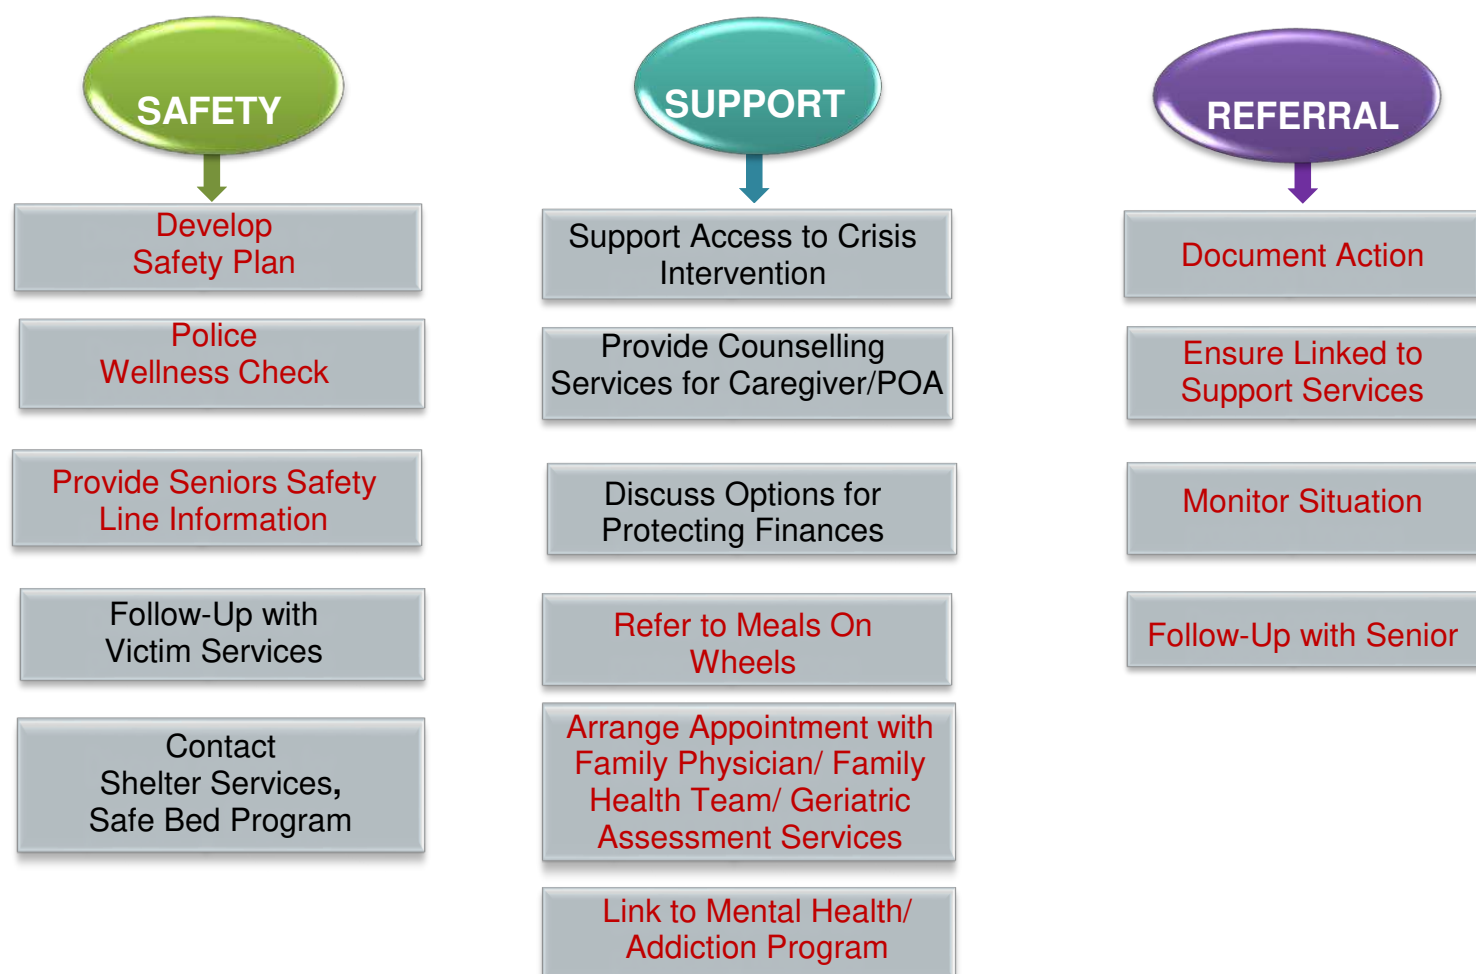 SAFETY
Develop
Safety Plan
Police
Wellness Check
Provide Seniors Safety
Line Information
Follow-Up with
Victim Services
Contact
Shelter Services,
Safe Bed Program
SUPPORT
Support Access to Crisis
Intervention
Provide Counselling
Services for Caregiver/POA
Discuss Options for
Protecting Finances
Refer to Meals On
Wheels
Arrange Appointment with
Family Physician/ Family
Health Team/ Geriatric
Assessment Services
Link to Mental Health/
Addiction Program
REFERRAL
Document Action
Ensure Linked to
Support Services
Monitor Situation
Follow-Up with Senior